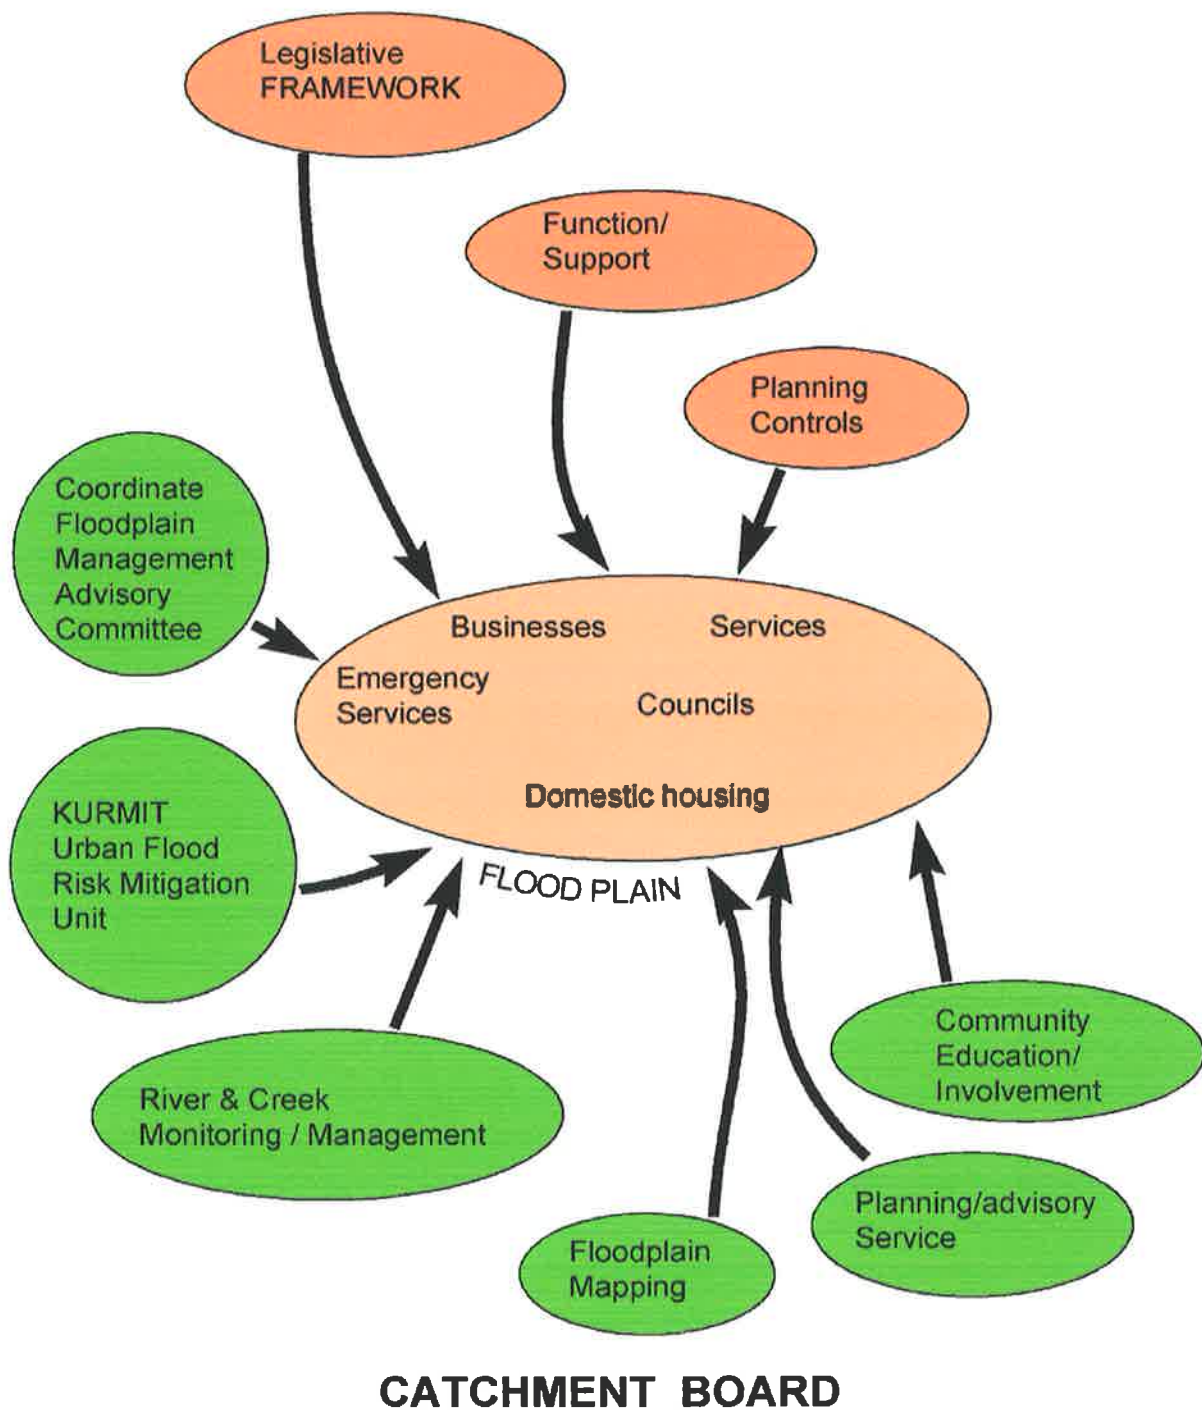 Legislative
FRAMEWORK
Function/
Support
Planning
Controls
Coordinate
Floodplain
Management
Advisory
Committee
Businesses
Services
Emergency
Services
Councils
Domestic housing
KURMIT
Urban Flood
Risk Mitigation
Unit
FLOOD PLAIN
Community
Education/
Involvement
River & Creek
Monitoring / Management
Planning/advisory
Service
Floodplain
Mapping
CATCHMENT BOARD